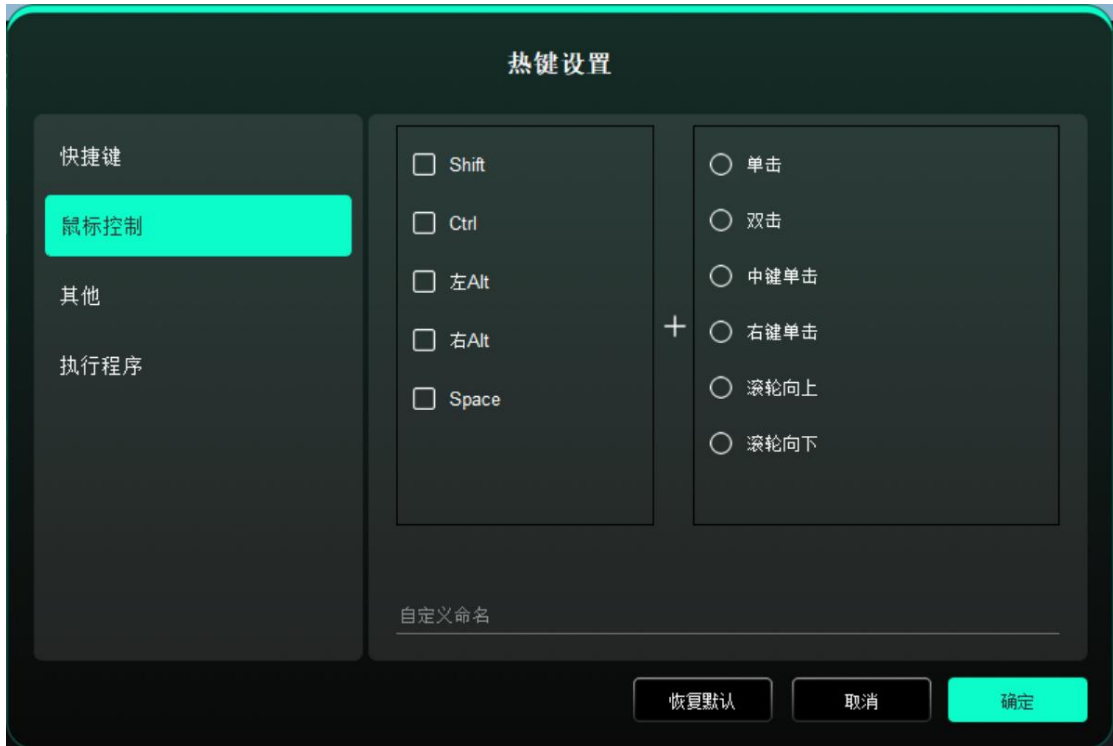 热键设置
快捷键
鼠标控制
其他
执行程序
Shift
Ctrl
左Alt
右Alt
Space
+
单击
双击
中键单击
右键单击
滚轮向上
滚轮向下
自定义命名
恢复默认
取消
确定